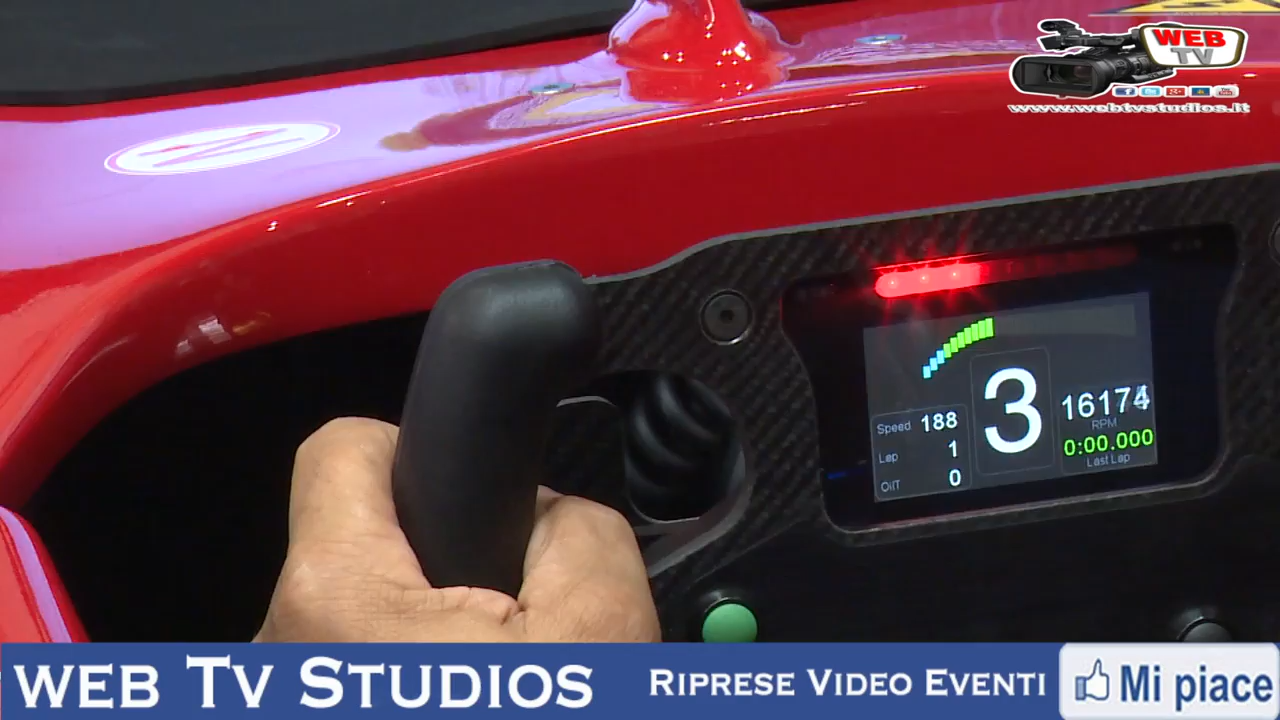 WEB
TV
www.webtvstudios.it
Speed 188
Lap 1
OilT 0
3
16174
RPM
0:00.000
Last Lap
WEB TV STUDIOS
RIPRESE VIDEO EVENTI
Mi piace